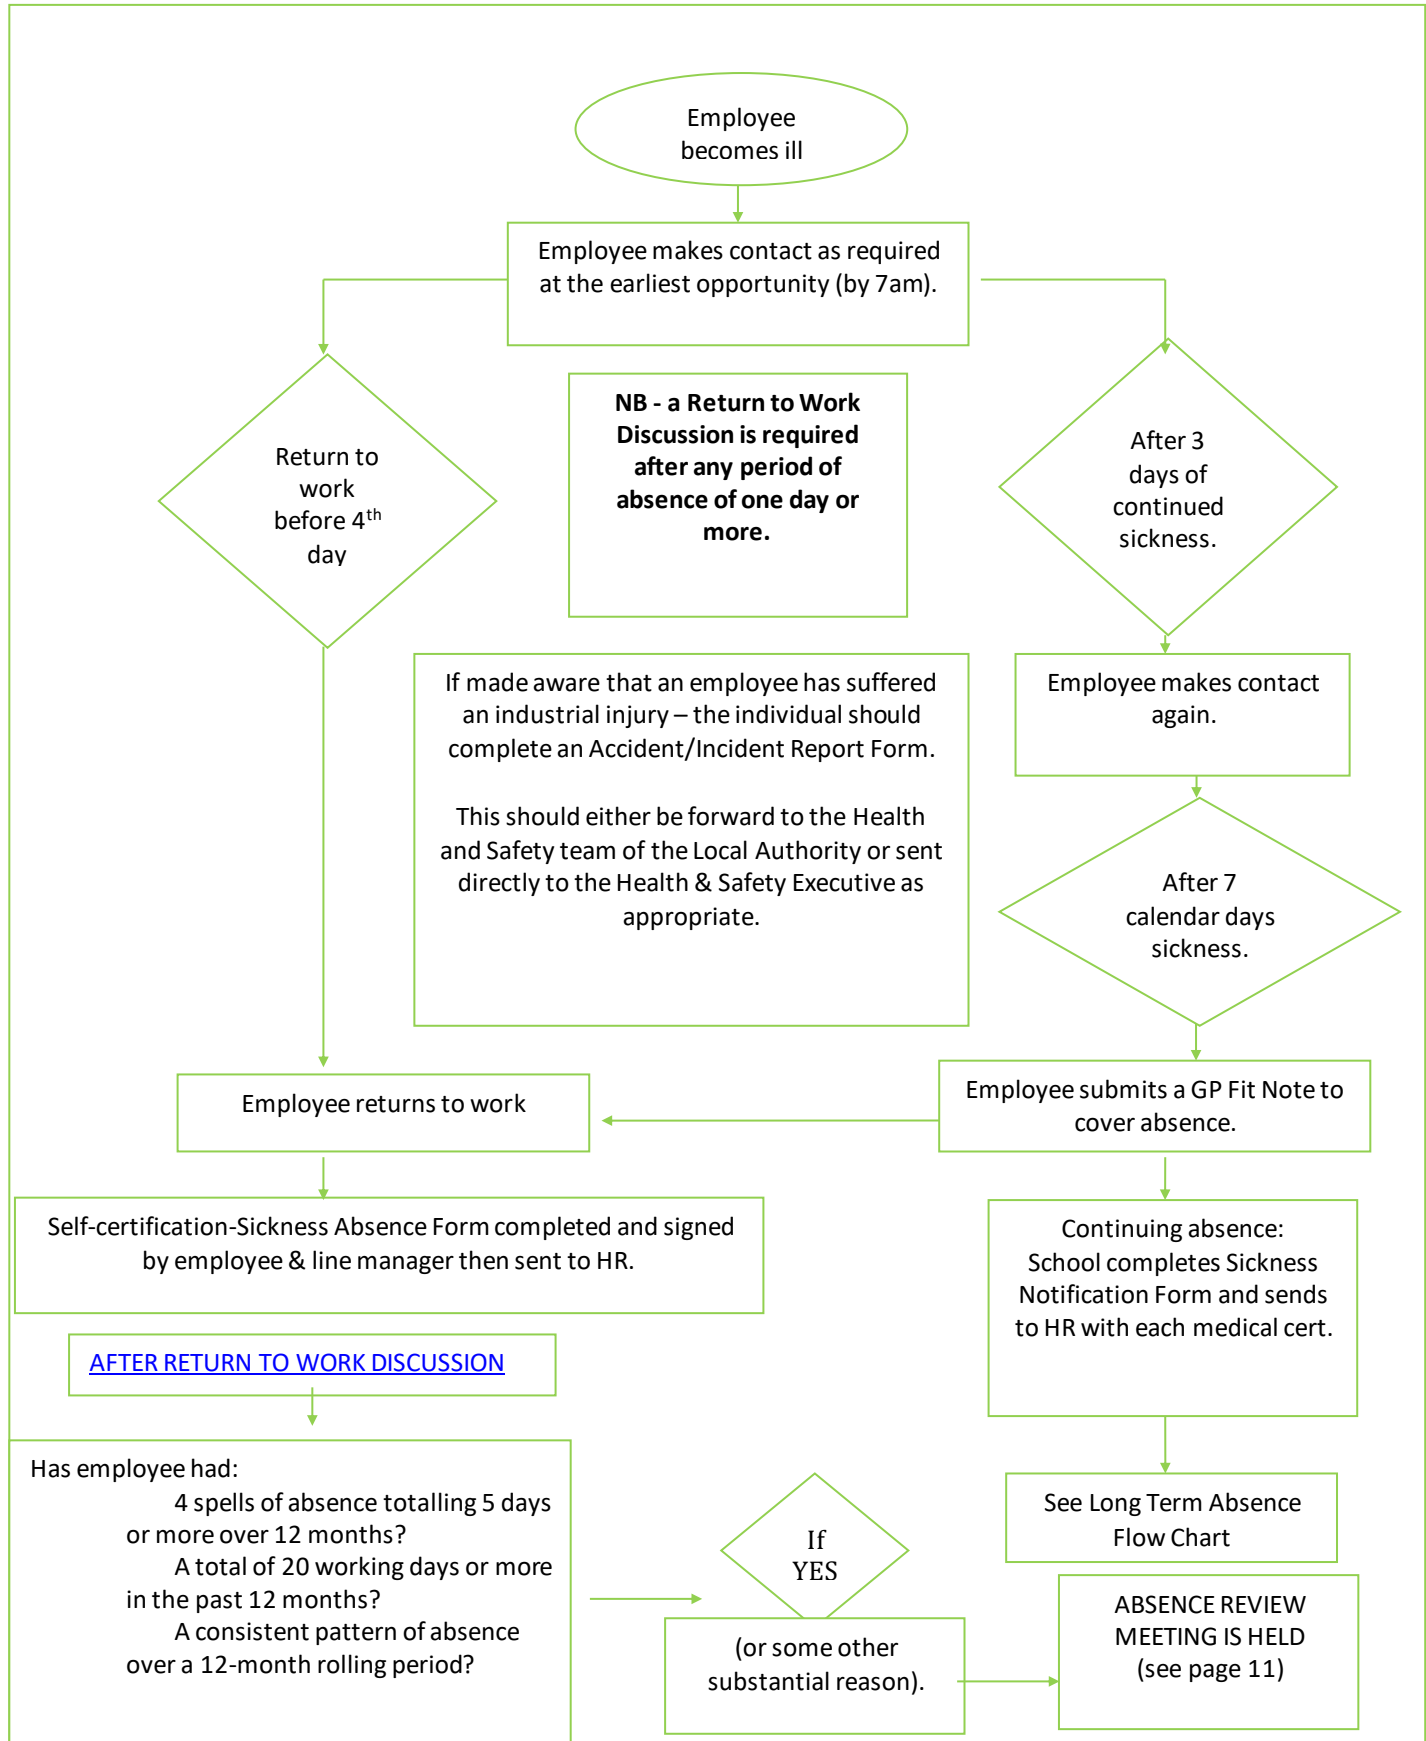 Employee
becomes ill
Employee makes contact as required
at the earliest opportunity (by 7am).
Return to
work
before 4th
day
NB - a Return to Work
Discussion is required
after any period of
absence of one day or
more.
After 3
days of
continued
sickness.
If made aware that an employee has suffered
an industrial injury – the individual should
complete an Accident/Incident Report Form.
This should either be forward to the Health
and Safety team of the Local Authority or sent
directly to the Health & Safety Executive as
appropriate.
Employee makes contact
again.
After 7
calendar days
sickness.
Employee returns to work
Employee submits a GP Fit Note to
cover absence.
Self-certification-Sickness Absence Form completed and signed
by employee & line manager then sent to HR.
Continuing absence:
School completes Sickness
Notification Form and sends
to HR with each medical cert.
AFTER RETURN TO WORK DISCUSSION
Has employee had:
4 spells of absence totalling 5 days
or more over 12 months?
A total of 20 working days or more
in the past 12 months?
A consistent pattern of absence
over a 12-month rolling period?
If
YES
(or some other
substantial reason).
See Long Term Absence
Flow Chart
ABSENCE REVIEW
MEETING IS HELD
(see page 11)